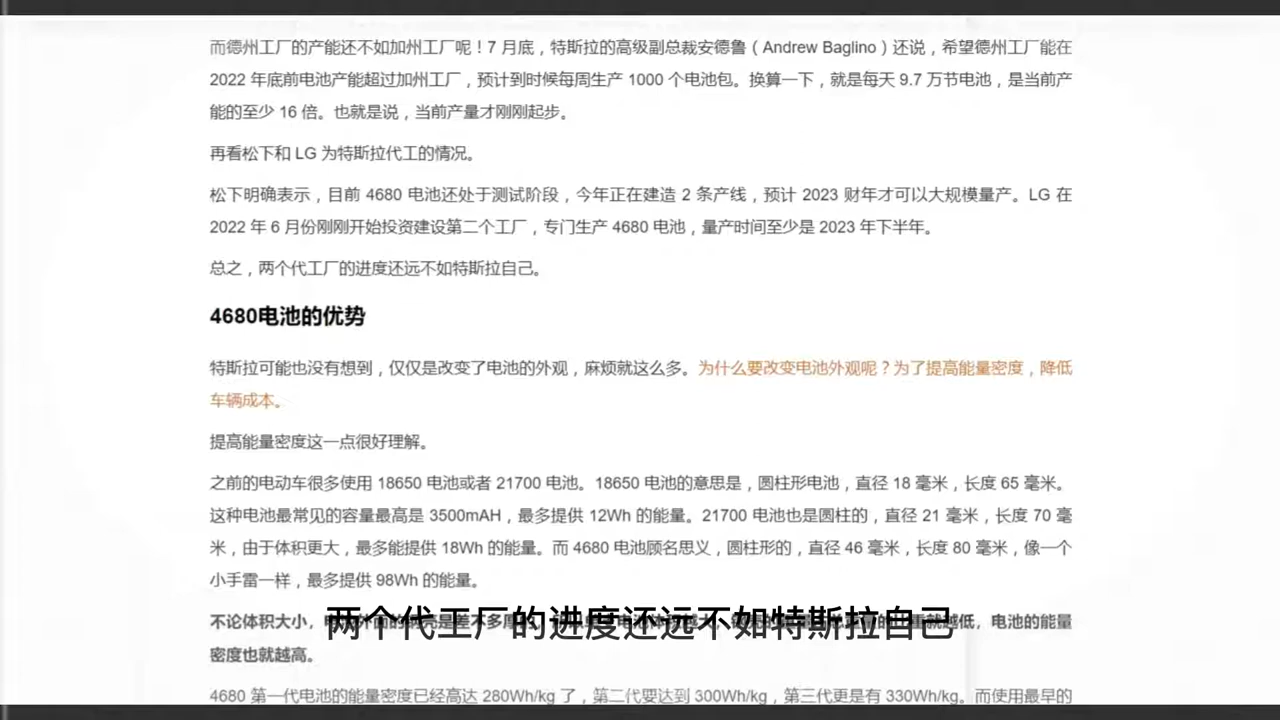 而德州工厂的产能还不如加州工厂呢！7 月底，特斯拉的高级副总裁安德鲁（Andrew Baglino）还说，希望德州工厂能在
2022 年底前电池产能超过加州工厂，预计到时候每周生产 1000 个电池包。换算一下，就是每天 9.7 万节电池，是当前产
能的至少 16 倍。也就是说，当前产量才刚刚起步。
再看松下和 LG 为特斯拉代工的情况。
松下明确表示，目前 4680 电池还处于测试阶段，今年正在建造 2 条产线，预计 2023 财年才可以大规模量产。LG 在
2022 年 6 月份刚刚开始投资建设第二个工厂，专门生产 4680 电池，量产时间至少是 2023 年下半年。
总之，两个代工厂的进度还远不如特斯拉自己。
4680电池的优势
特斯拉可能也没有想到，仅仅是改变了电池的外观，麻烦就这么多。为什么要改变电池外观呢？为了提高能量密度，降低
车辆成本。
提高能量密度这一点很好理解。
之前的电动车很多使用 18650 电池或者 21700 电池。18650 电池的意思是，圆柱形电池，直径 18 毫米，长度 65 毫米。
这种电池最常见的容量最高是 3500mAH，最多提供 12Wh 的能量。21700 电池也是圆柱的，直径 21 毫米，长度 70 毫
米，由于体积更大，最多能提供 18Wh 的能量。而 4680 电池顾名思义，圆柱形的，直径 46 毫米，长度 80 毫米，像一个
小手雷一样，最多提供 98Wh 的能量。
不论体积大小，重就越低，电池的能量
两个代工厂的进度还远不如特斯拉自己
密度也就越高。
4680 第一代电池的能量密度已经高达 280Wh/kg 了，第二代要达到 300Wh/kg，第三代更是有 330Wh/kg。而使用最早的